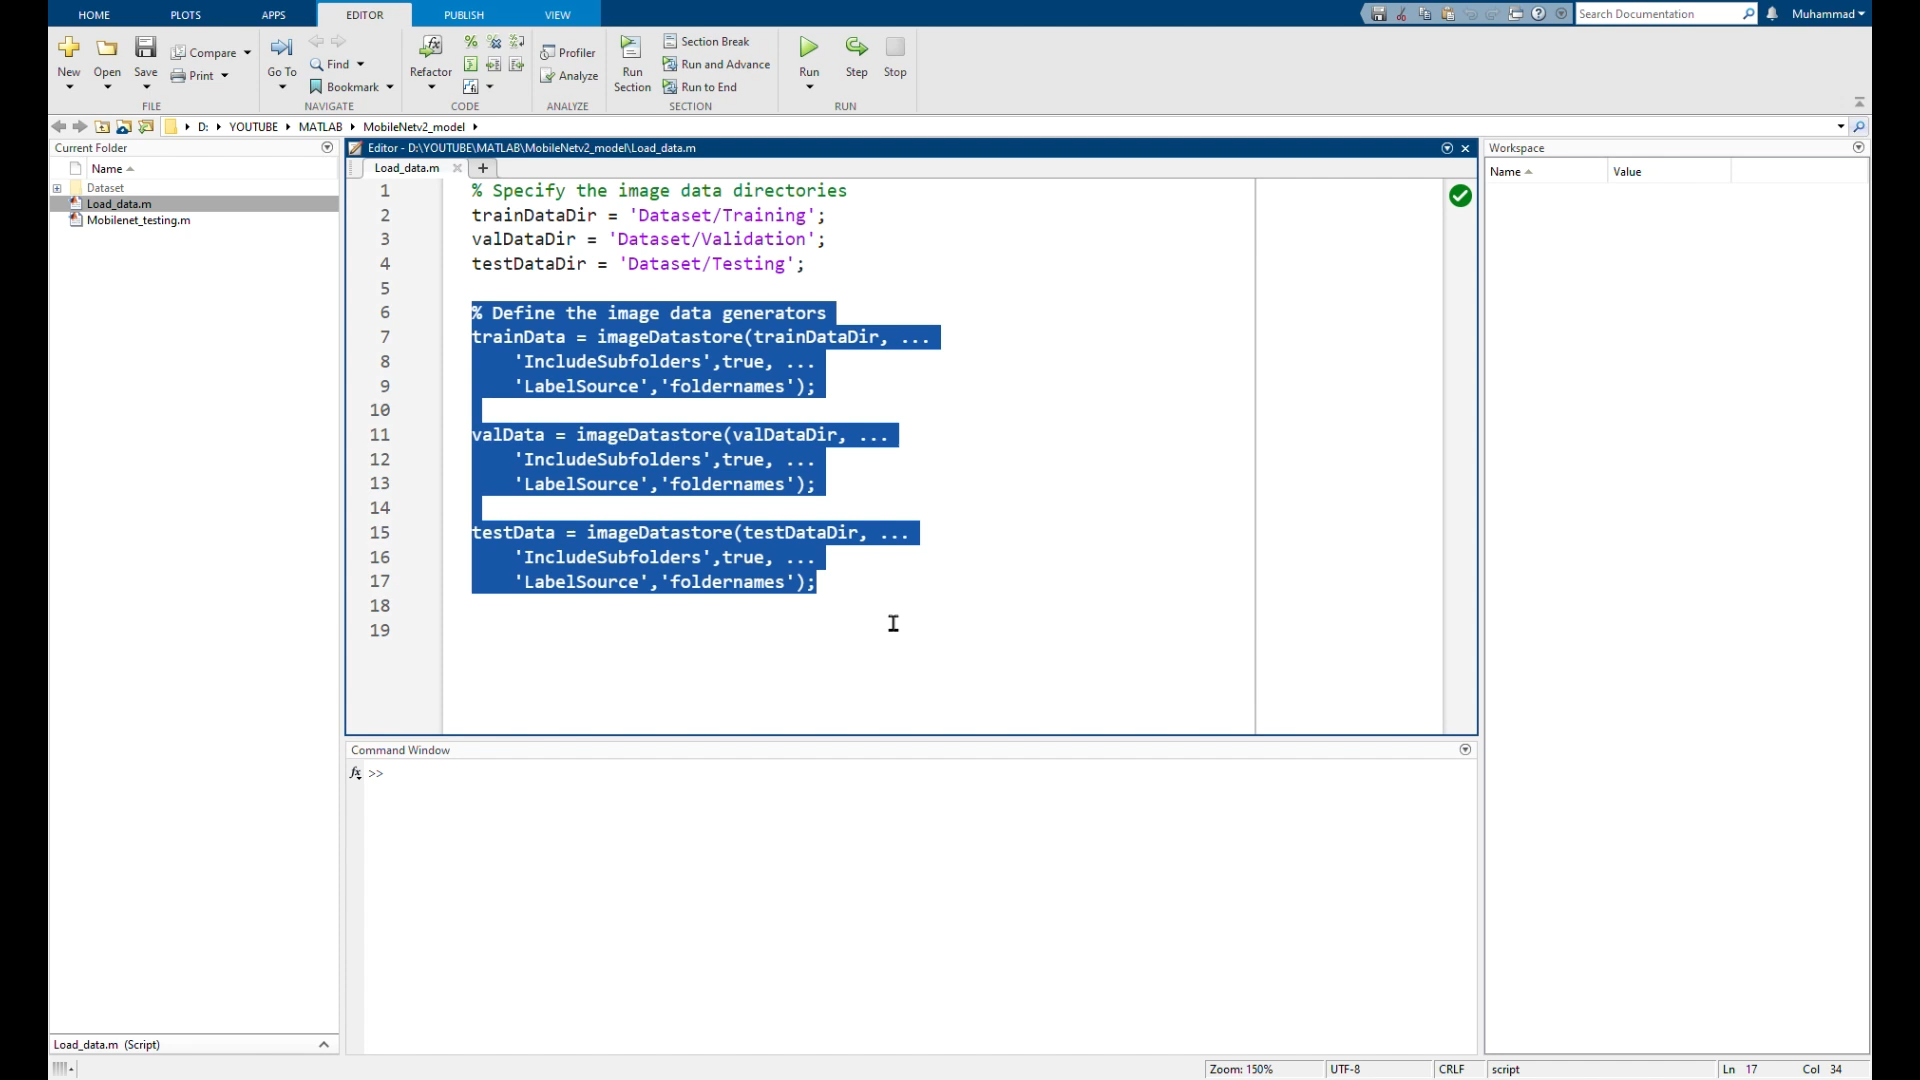 HOME PLOTS APPS EDITOR PUBLISH VIEW Search Documentation Muhammad
New Open Save Compare Print Go To Find Bookmark Refactor Profiler Analyze Run Section Section Break Run and Advance Run to End Run Step Stop
FILE NAVIGATE CODE ANALYZE SECTION RUN
D: YOUTUBE MATLAB MobileNetv2_model
Current Folder
Name
Dataset
Load_data.m
Mobilenet_testing.m
Load_data.m (Script)
Editor - D:\YOUTUBE\MATLAB\MobileNetv2_model\Load_data.m
Load_data.m
1 % Specify the image data directories
2 trainDataDir = 'Dataset/Training';
3 valDataDir = 'Dataset/Validation';
4 testDataDir = 'Dataset/Testing';
5
6 % Define the image data generators
7 trainData = imageDatastore(trainDataDir, ...
8 'IncludeSubfolders',true, ...
9 'LabelSource','foldernames');
10
11 valData = imageDatastore(valDataDir, ...
12 'IncludeSubfolders',true, ...
13 'LabelSource','foldernames');
14
15 testData = imageDatastore(testDataDir, ...
16 'IncludeSubfolders',true, ...
17 'LabelSource','foldernames');
18
19
Command Window
fx >>
Workspace
Name Value
Zoom: 150% UTF-8 CRLF script Ln 17 Col 34